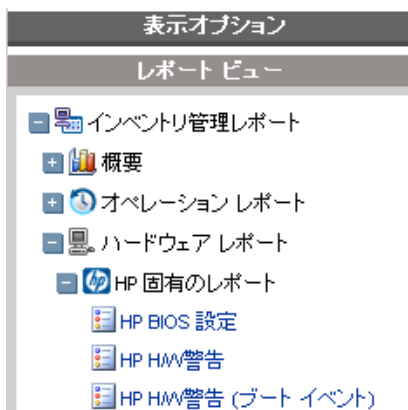 表示オプション
レポート ビュー
インベントリ管理レポート
概要
オペレーション レポート
ハードウェア レポート
hp HP 固有のレポート
HP BIOS 設定
HP H/W警告
HP H/W警告 (ブート イベント)